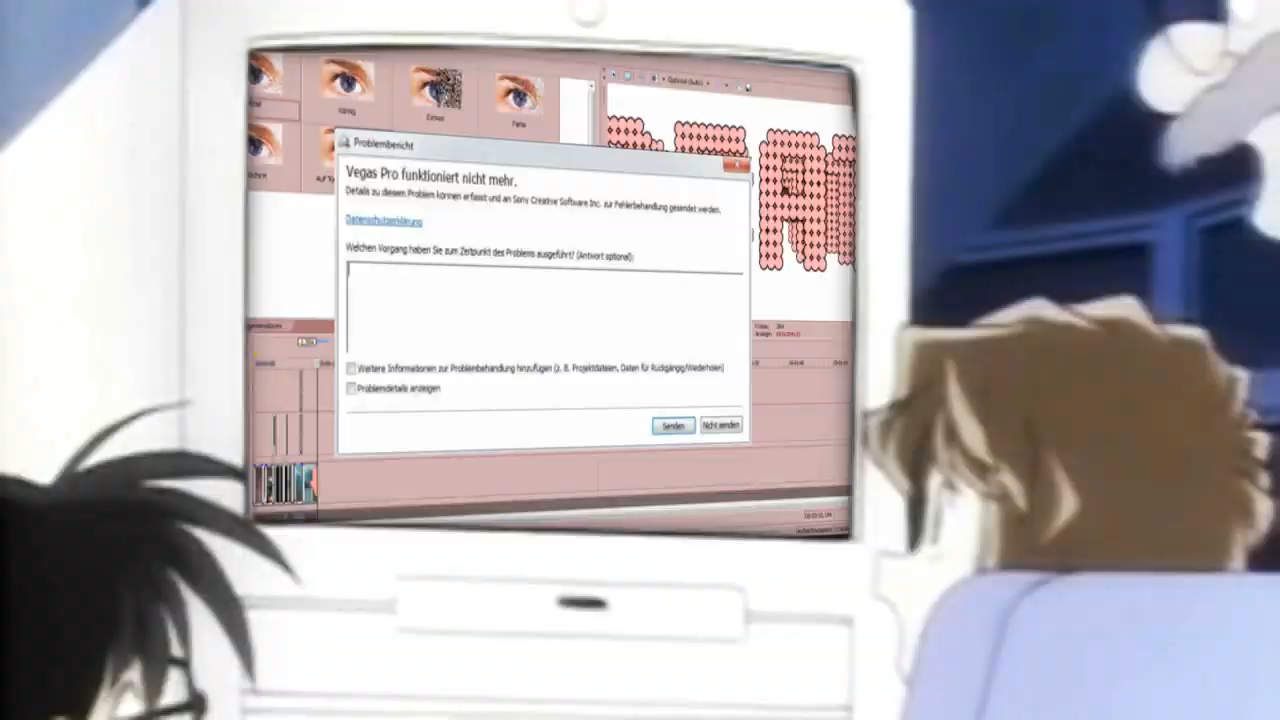 Problembericht
Vegas Pro funktioniert nicht mehr.
Details zu diesem Problem können erfasst und an Sony Creative Software Inc. zur Fehlerbehandlung gesendet werden.
Datenschutzerklärung
Welchen Vorgang haben Sie zum Zeitpunkt des Problems ausgeführt? (Antwort optional)
Weitere Informationen zur Problembehandlung hinzufügen (z. B. Projektdateien, Daten für Rückgängig/Wiederholen)
Problemdetails anzeigen
Senden
Nicht senden